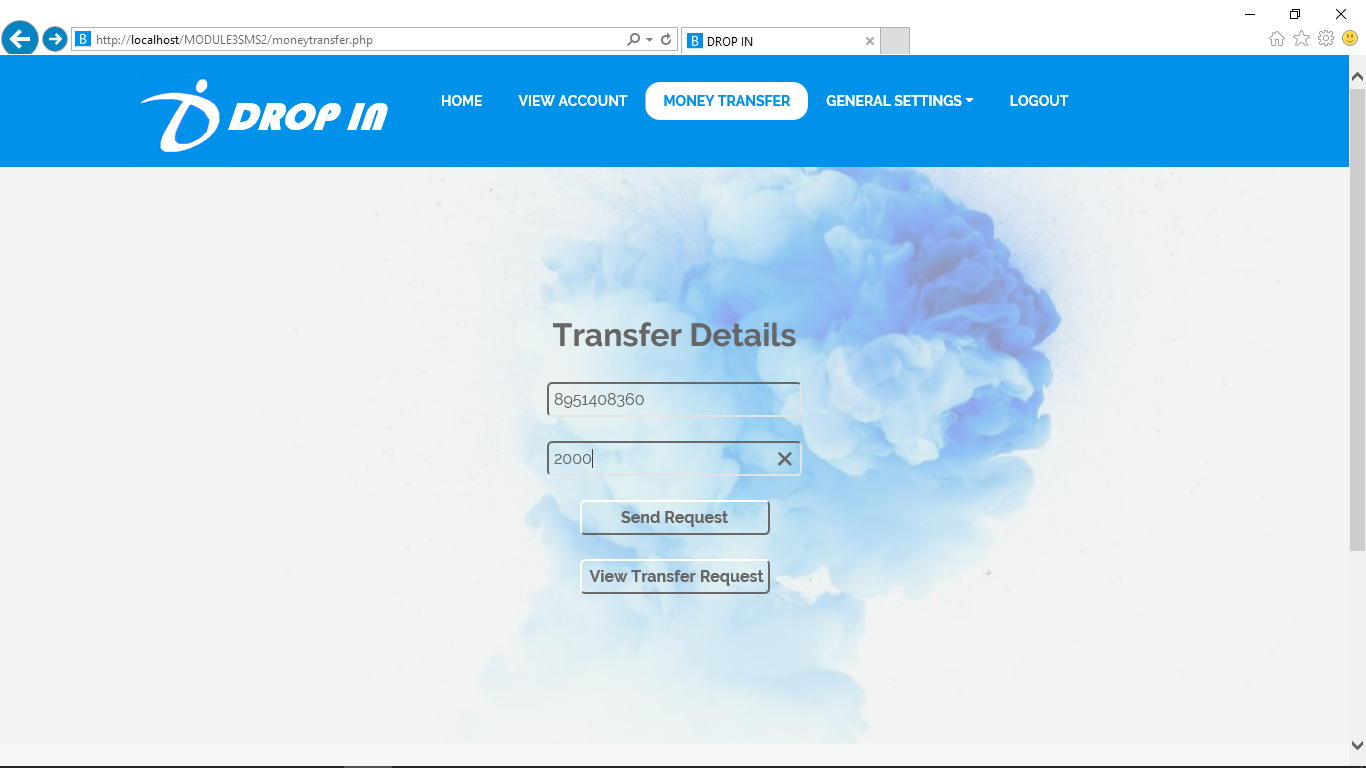 http://localhost/MODULE3SMS2/moneytransfer.php
B DROP IN
DROP IN
HOME VIEW ACCOUNT MONEY TRANSFER GENERAL SETTINGS LOGOUT
Transfer Details
8951408360
2000
Send Request
View Transfer Request